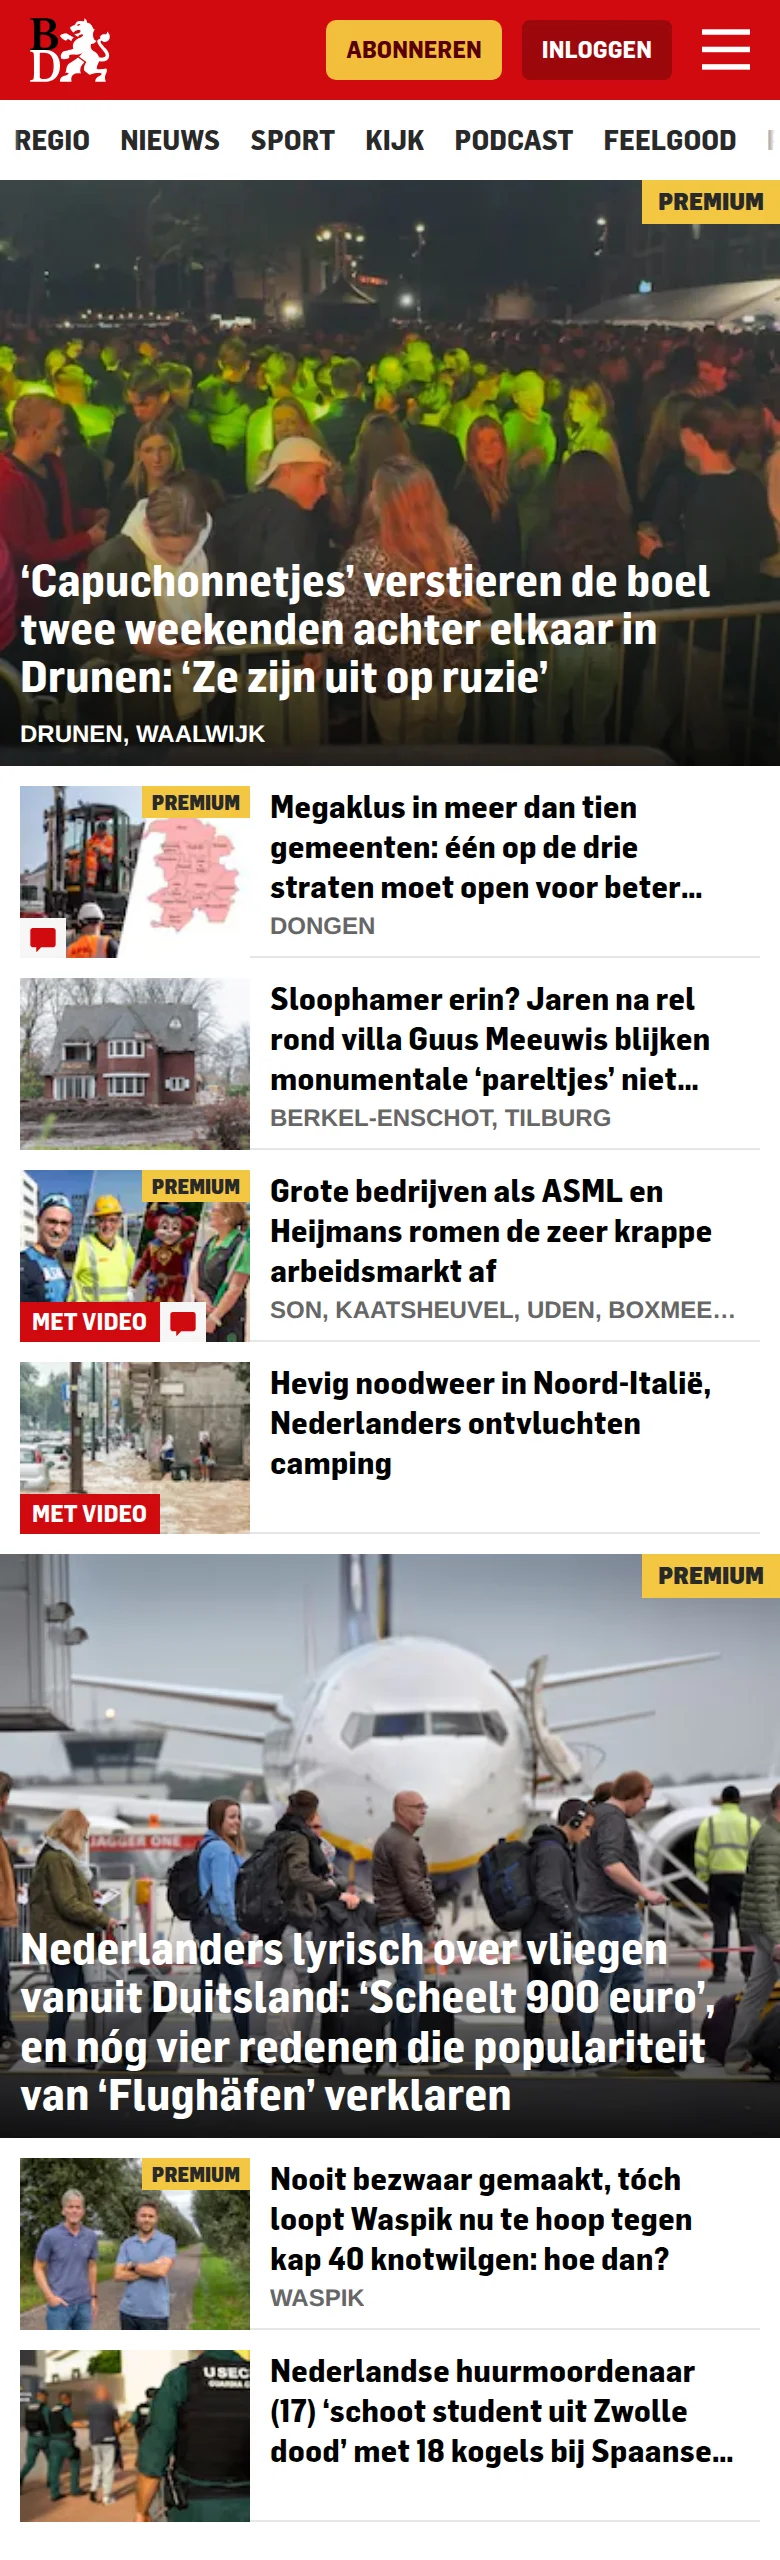 BD
ABONNEREN
INLOGGEN
REGIO NIEUWS SPORT KIJK PODCAST FEELGOOD
PREMIUM
‘Capuchonnetjes’ verstieren de boel
twee weekenden achter elkaar in
Drunen: ‘Ze zijn uit op ruzie’
DRUNEN, WAALWIJK
PREMIUM
Megaklus in meer dan tien
gemeenten: één op de drie
straten moet open voor beter...
DONGEN
Sloophamer erin? Jaren na rel
rond villa Guus Meeuwis blijken
monumentale ‘pareltjes’ niet...
BERKEL-ENSCHOT, TILBURG
PREMIUM
MET VIDEO
Grote bedrijven als ASML en
Heijmans romen de zeer krappe
arbeidsmarkt af
SON, KAATSHEUVEL, UDEN, BOXMEE...
MET VIDEO
Hevig noodweer in Noord-Italië,
Nederlanders ontvluchten
camping
PREMIUM
JAGGER ONE
Nederlanders lyrisch over vliegen
vanuit Duitsland: ‘Scheelt 900 euro’,
en nóg vier redenen die populariteit
van ‘Flughäfen’ verklaren
PREMIUM
Nooit bezwaar gemaakt, tóch
loopt Waspik nu te hoop tegen
kap 40 knotwilgen: hoe dan?
WASPIK
USEC
Nederlandse huurmoordenaar
(17) ‘schoot student uit Zwolle
dood’ met 18 kogels bij Spaanse...